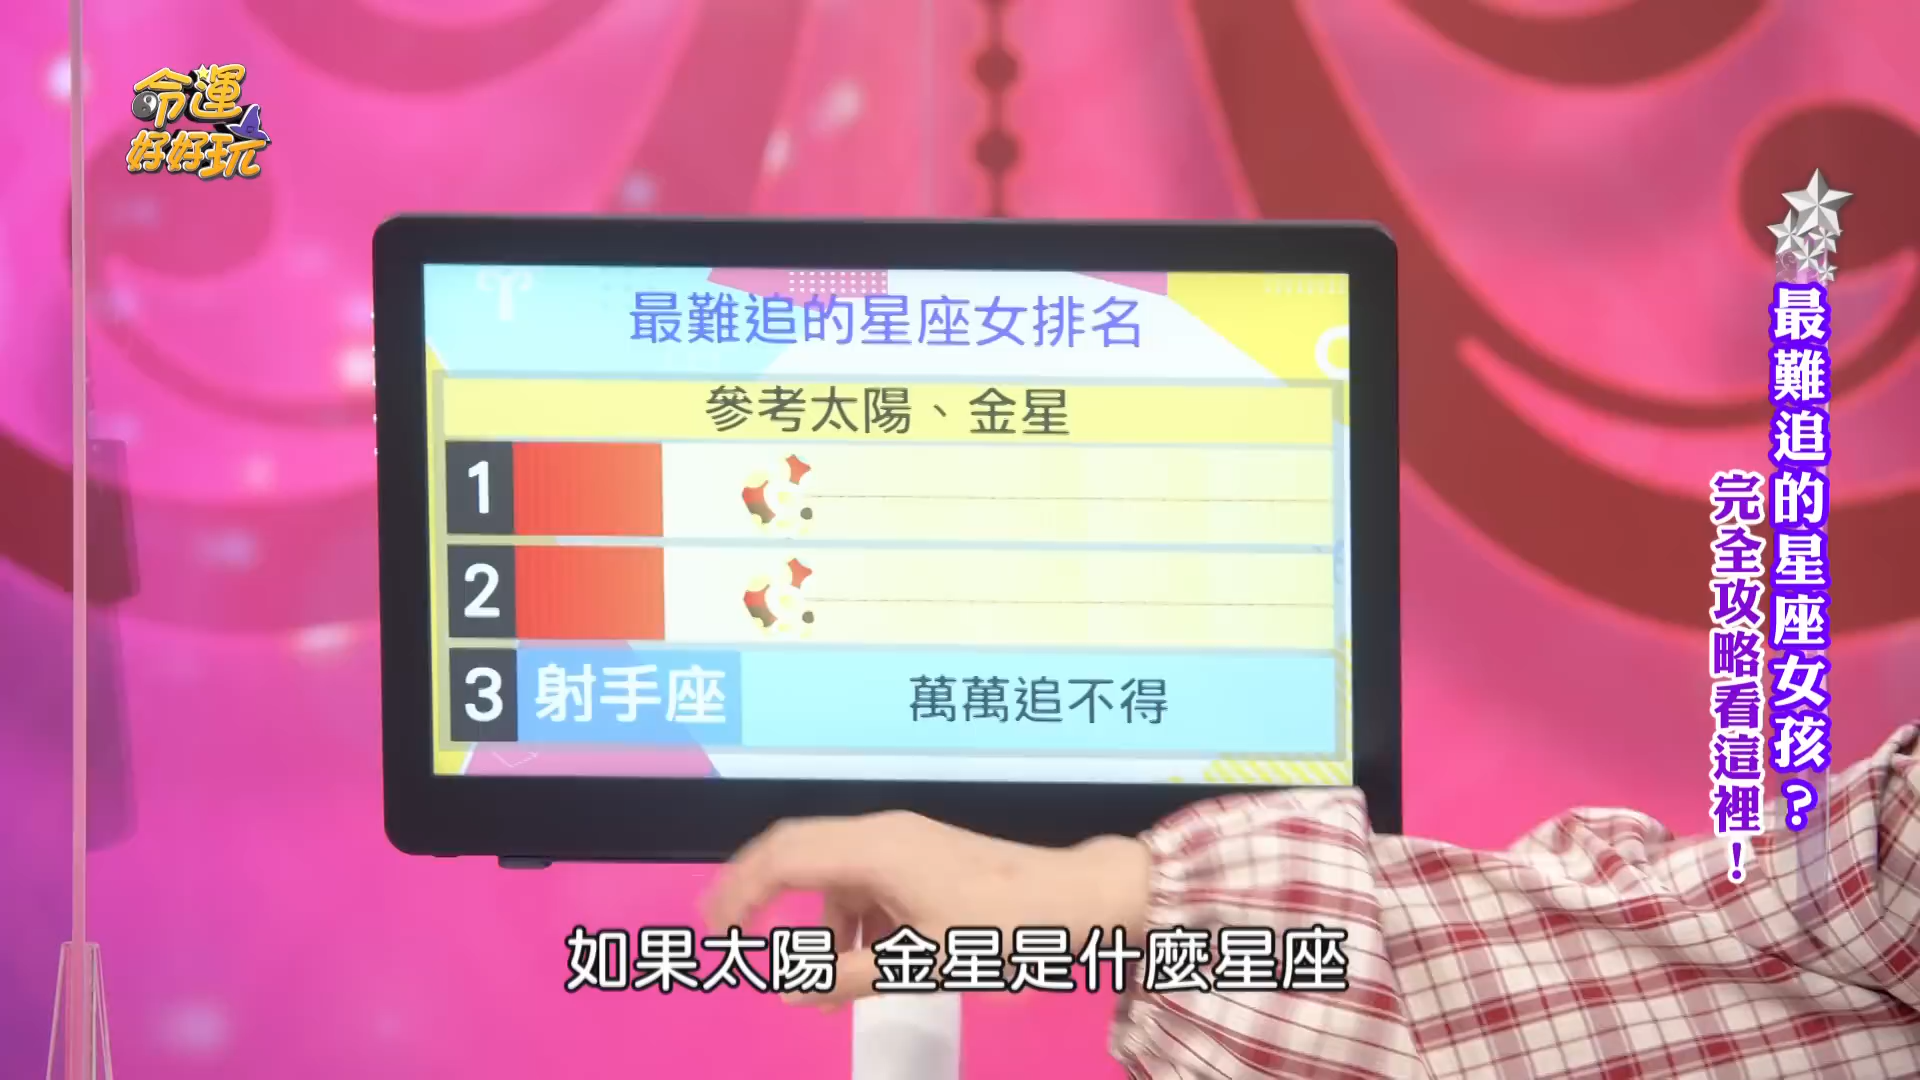 命運
好好玩
最難追的星座女排名
參考太陽、金星
1
2
3 射手座 萬萬追不得
最難追的星座女孩？
完全攻略看這裡！
如果太陽 金星是什麼星座